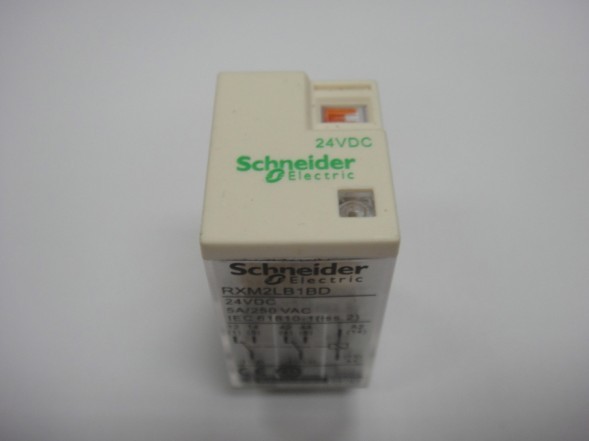 24VDC
Schneider
Electric
Schneider
Electric
RXM2LB1BD
24VDC
5A/250VAC